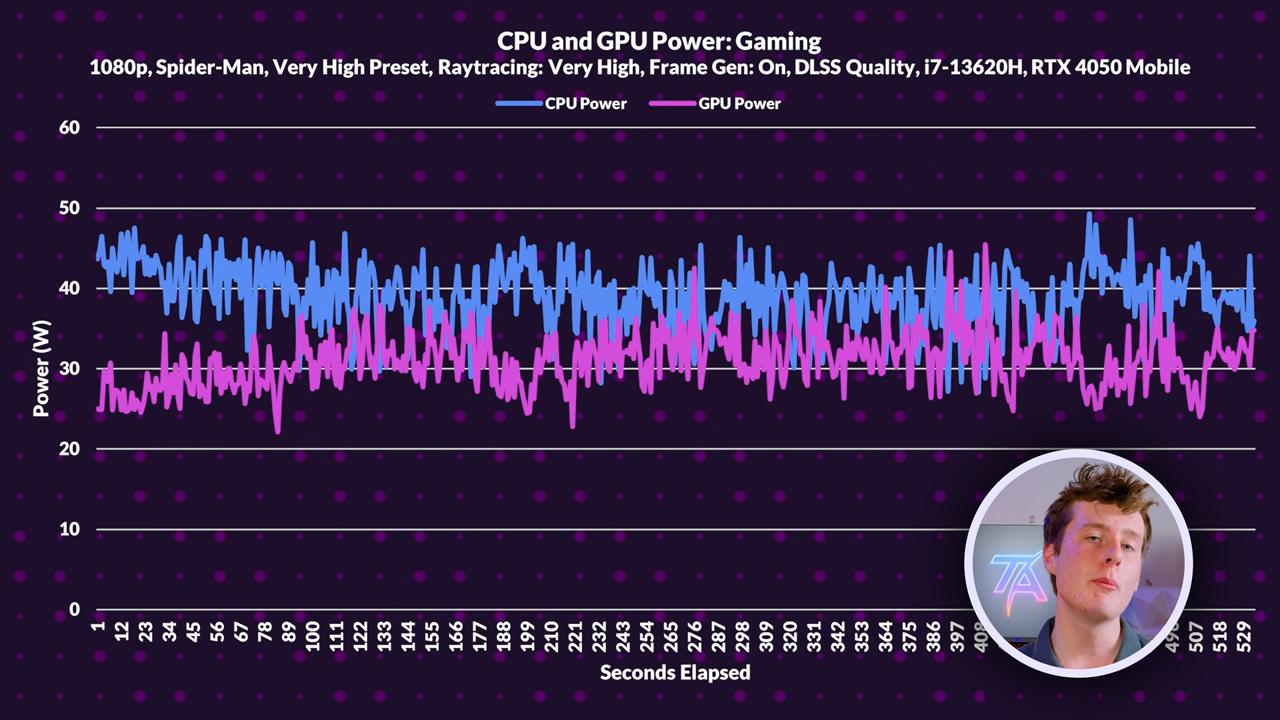 CPU and GPU Power: Gaming
1080p, Spider-Man, Very High Preset, Raytracing: Very High, Frame Gen: On, DLSS Quality, i7-13620H, RTX 4050 Mobile
CPU Power GPU Power
60
50
40
30
20
10
0
Power (W)
1 12 23 34 45 56 67 78 89 100 111 122 133 144 155 166 177 188 199 210 221 232 243 254 265 276 287 298 309 320 331 342 353 364 375 386 397 408 496 507 518 529
Seconds Elapsed
TA